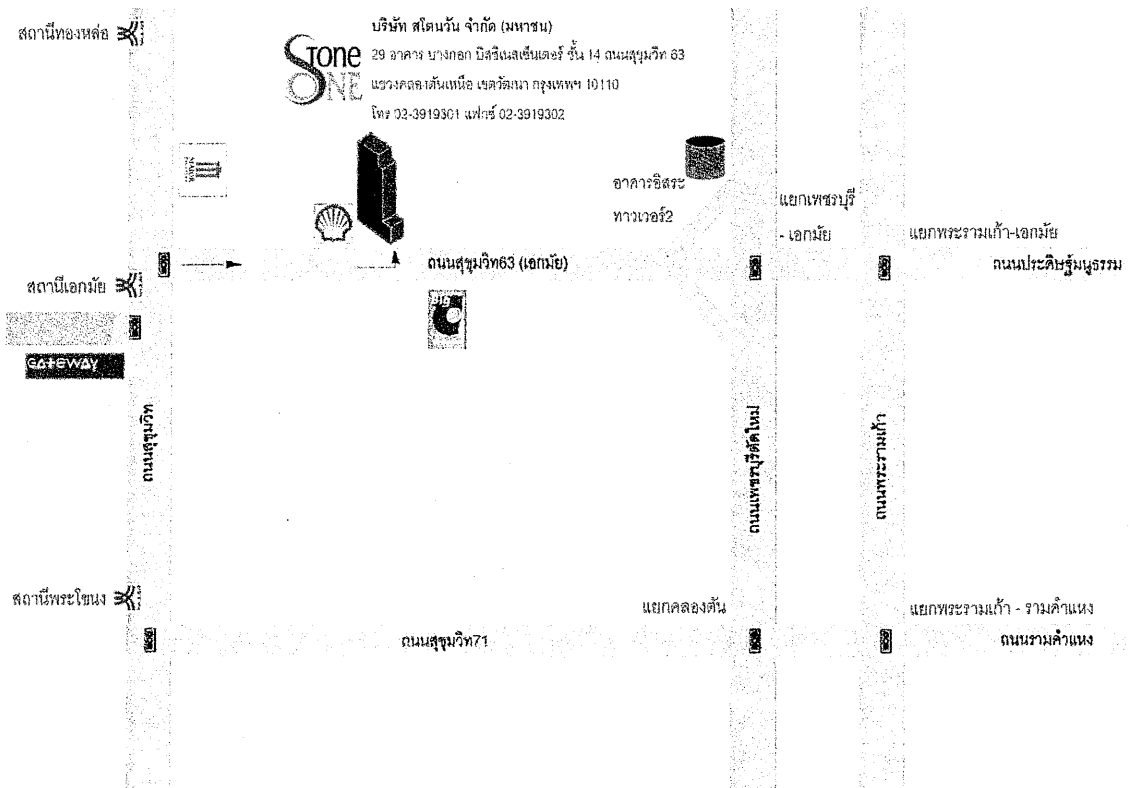 สถานีทองหล่อ
บริษัท สโตนวัน จำกัด (มหาชน)
Stone ONE
29 อาคาร บางกอก บิสซิเนสเซ็นเตอร์ ชั้น 14 ถนนสุขุมวิท 63
แขวงคลองตันเหนือ เขตวัฒนา กรุงเทพฯ 10110
โทร 02-3919301 แฟกซ์ 02-3919302
MAJOR
อาคารอิสระ
ทาวเวอร์2
แยกเพชรบุรี
- เอกมัย
แยกพระรามเก้า-เอกมัย
ถนนสุขุมวิท63 (เอกมัย)
ถนนประดิษฐ์มนูธรรม
สถานีเอกมัย
BIG C
GATEWAY
ถนนสุขุมวิท
ถนนเพชรบุรีตัดใหม่
ถนนพระรามเก้า
สถานีพระโขนง
แยกคลองตัน
แยกพระรามเก้า - รามคำแหง
ถนนสุขุมวิท71
ถนนรามคำแหง